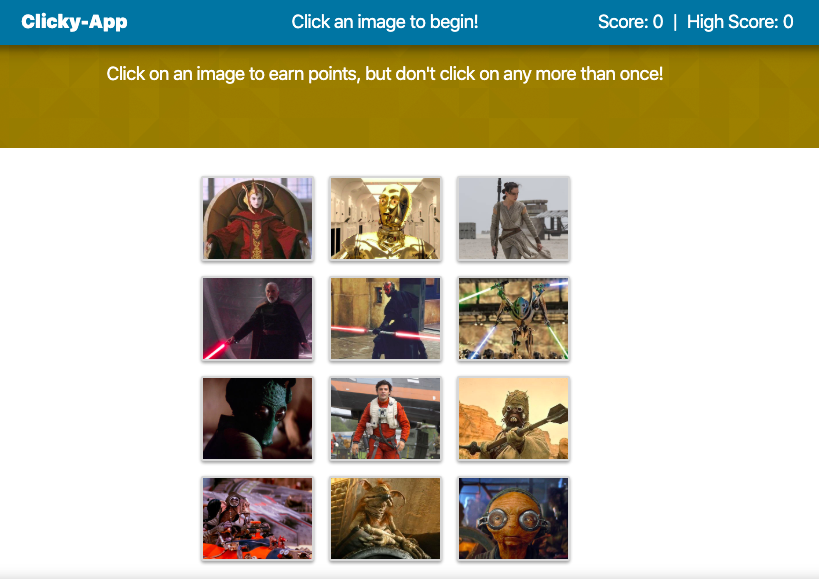 Clicky-App
Click an image to begin!
Score: 0 | High Score: 0
Click on an image to earn points, but don't click on any more than once!